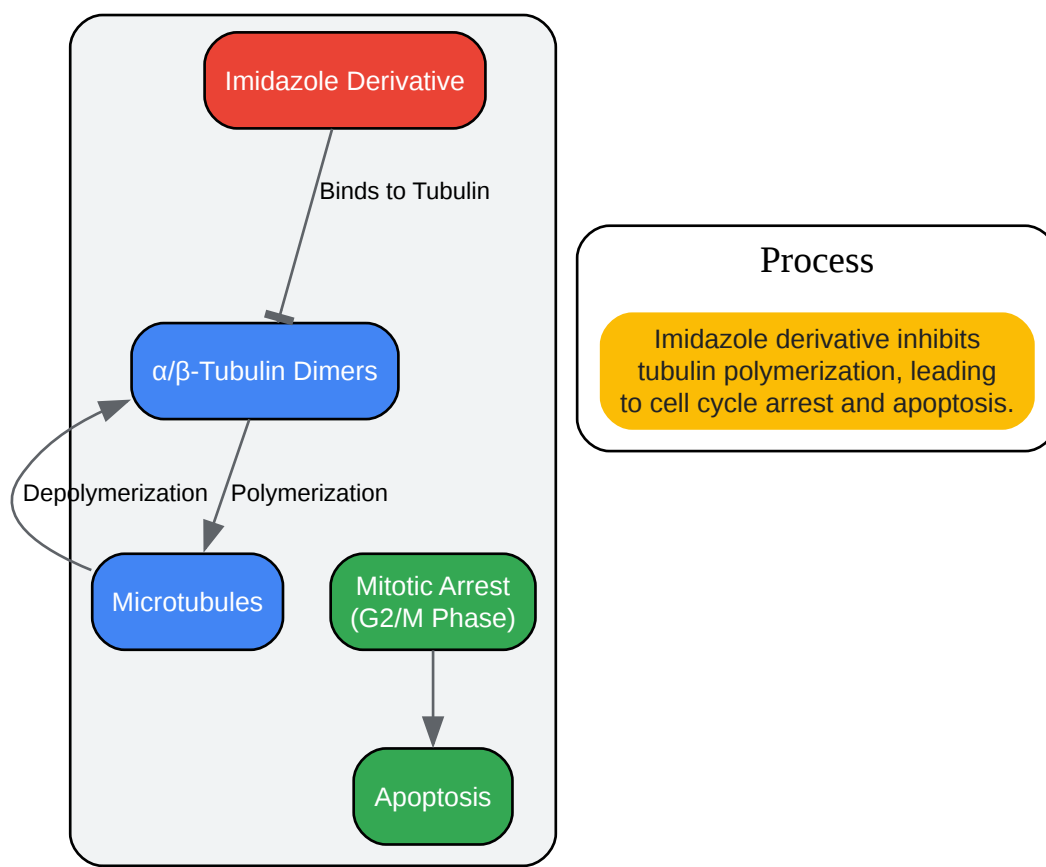 Imidazole Derivative
Binds to Tubulin
α/β-Tubulin Dimers
Depolymerization
Polymerization
Microtubules
Mitotic Arrest
(G2/M Phase)
Apoptosis
Process
Imidazole derivative inhibits
tubulin polymerization, leading
to cell cycle arrest and apoptosis.